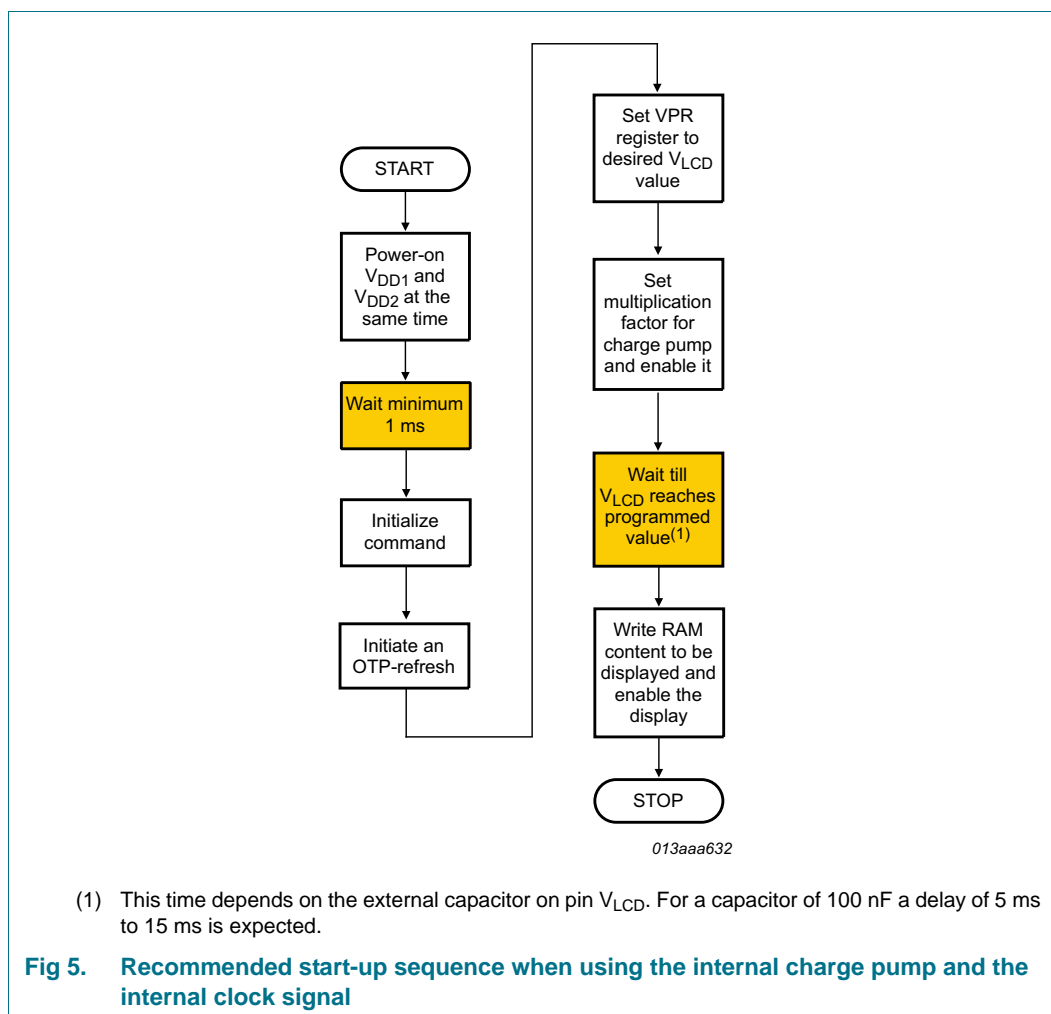 START
Power-on
VDD1 and
VDD2 at the
same time
Wait minimum
1 ms
Initialize
command
Initiate an
OTP-refresh
Set VPR
register to
desired VLCD
value
Set
multiplication
factor for
charge pump
and enable it
Wait till
VLCD reaches
programmed
value(1)
Write RAM
content to be
displayed and
enable the
display
STOP
013aaa632
(1) This time depends on the external capacitor on pin VLCD. For a capacitor of 100 nF a delay of 5 ms
to 15 ms is expected.
Fig 5. Recommended start-up sequence when using the internal charge pump and the
internal clock signal